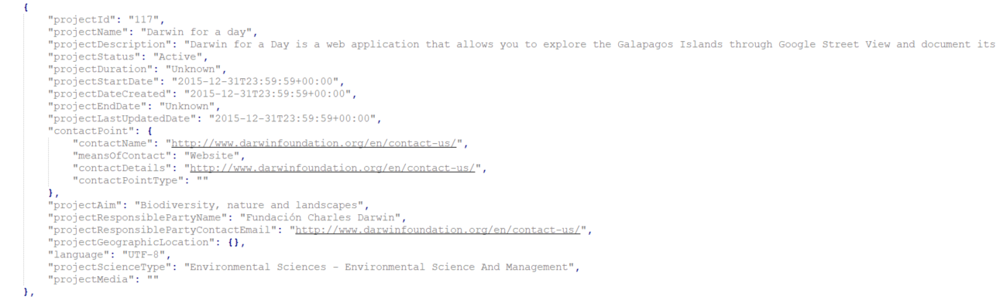 {
"projectId": "117",
"projectName": "Darwin for a day",
"projectDescription": "Darwin for a Day is a web application that allows you to explore the Galapagos Islands through Google Street View and document its
"projectStatus": "Active",
"projectDuration": "Unknown",
"projectStartDate": "2015-12-31T23:59:59+00:00",
"projectDateCreated": "2015-12-31T23:59:59+00:00",
"projectEndDate": "Unknown",
"projectLastUpdatedDate": "2015-12-31T23:59:59+00:00",
"contactPoint": {
"contactName": "http://www.darwinfoundation.org/en/contact-us/",
"meansOfContact": "Website",
"contactDetails": "http://www.darwinfoundation.org/en/contact-us/",
"contactPointType": ""
},
"projectAim": "Biodiversity, nature and landscapes",
"projectResponsiblePartyName": "Fundación Charles Darwin",
"projectResponsiblePartyContactEmail": "http://www.darwinfoundation.org/en/contact-us/",
"projectGeographicLocation": {},
"language": "UTF-8",
"projectScienceType": "Environmental Sciences - Environmental Science And Management",
"projectMedia": ""
},